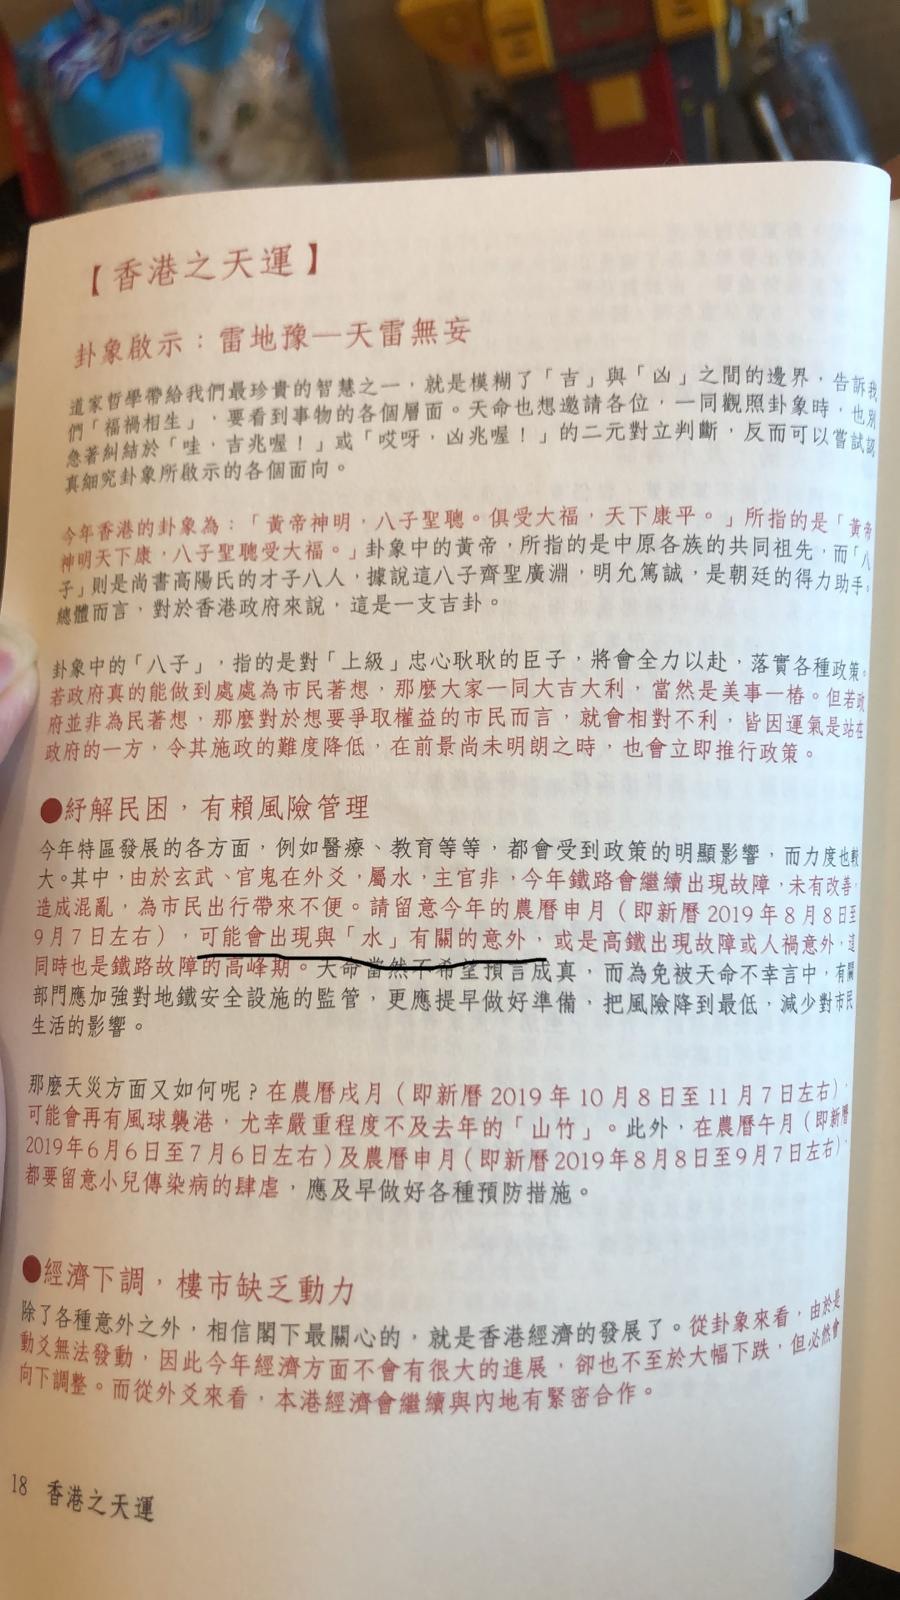 【香港之天運】
卦象啟示：雷地豫—天雷無妄
道家哲學帶給我們最珍貴的智慧之一，就是模糊了「吉」與「凶」之間的邊界，告訴我
們「福禍相生」，要看到事物的各個層面。天命也想邀請各位，一同觀照卦象時，也別
急著糾結於「哇，吉兆喔！」或「哎呀，凶兆喔！」的二元對立判斷，反而可以嘗試認
真細究卦象所啟示的各個面向。
今年香港的卦象為：「黃帝神明，八子聖聰。俱受大福，天下康平。」所指的是「黃帝
神明天下康，八子聖聰受大福。」卦象中的黃帝，所指的是中原各族的共同祖先，而「八
子」則是尚書高陽氏的才子八人，據說這八子齊聖廣淵，明允篤誠，是朝廷的得力助手。
總體而言，對於香港政府來說，這是一支吉卦。
卦象中的「八子」，指的是對「上級」忠心耿耿的臣子，將會全力以赴，落實各種政策。
若政府真的能做到處處為市民著想，那麼大家一同大吉大利，當然是美事一樁。但若政
府並非為民著想，那麼對於想要爭取權益的市民而言，就會相對不利，皆因運氣是站在
政府的一方，令其施政的難度降低，在前景尚未明朗之時，也會立即推行政策。
●紓解民困，有賴風險管理
今年特區發展的各方面，例如醫療、教育等等，都會受到政策的明顯影響，而力度也較
大。其中，由於玄武、官鬼在外爻，屬水，主官非，今年鐵路會繼續出現故障，未有改善，
造成混亂，為市民出行帶來不便。請留意今年的農曆申月（即新曆2019年8月8日至
9月7日左右），可能會出現與「水」有關的意外，或是高鐵出現故障或人禍意外，這
同時也是鐵路故障的高峰期。天命當然不希望預言成真，而為免被天命不幸言中，有關
部門應加強對地鐵安全設施的監管，更應提早做好準備，把風險降到最低，減少對市民
生活的影響。
那麼天災方面又如何呢？在農曆戌月（即新曆 2019 年 10 月 8 日至 11 月 7 日左右），
可能會再有風球襲港，尤幸嚴重程度不及去年的「山竹」。此外，在農曆午月（即新曆
2019年6月6日至7月6日左右）及農曆申月（即新曆2019年8月8日至9月7日左右），
都要留意小兒傳染病的肆虐，應及早做好各種預防措施。
●經濟下調，樓市缺乏動力
除了各種意外之外，相信閣下最關心的，就是香港經濟的發展了。從卦象來看，由於是
動爻無法發動，因此今年經濟方面不會有很大的進展，卻也不至於大幅下跌，但必然會
向下調整。而從外爻來看，本港經濟會繼續與內地有緊密合作。
18 香港之天運